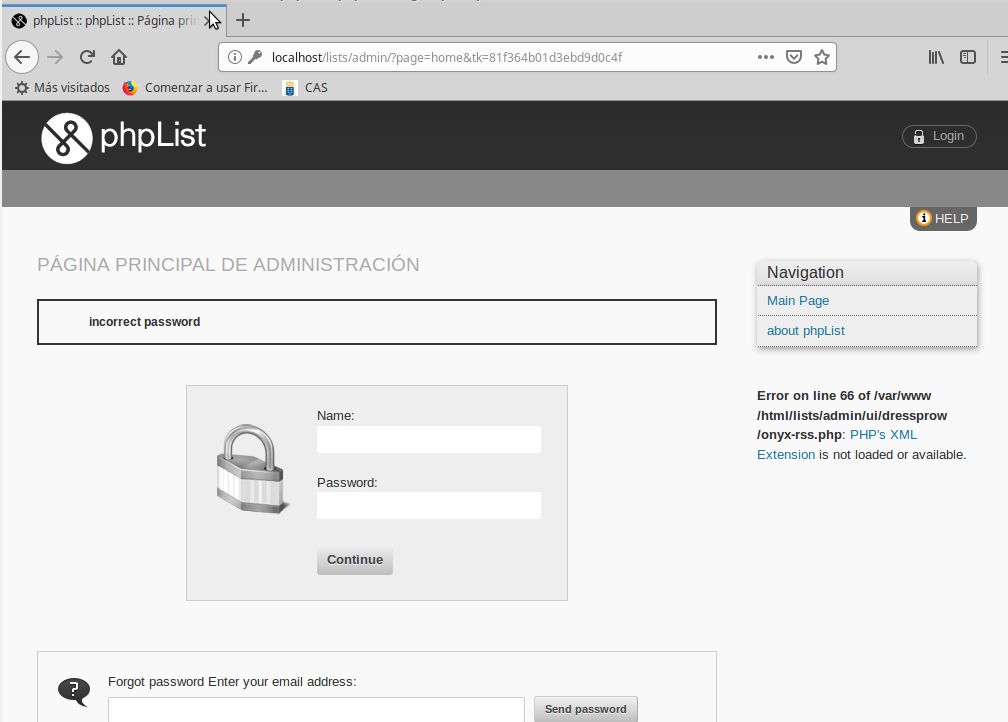 phpList :: phpList :: Página prin
localhost/lists/admin/?page=home&tk=81f364b01d3ebd9d0c4f
Más visitados Comenzar a usar Fir... CAS
phpList
Login
HELP
PÁGINA PRINCIPAL DE ADMINISTRACIÓN
incorrect password
Name:
Password:
Continue
Forgot password Enter your email address:
Send password
Navigation
Main Page
about phpList
Error on line 66 of /var/www
/html/lists/admin/ui/dressprow
/onyx-rss.php: PHP's XML
Extension is not loaded or available.